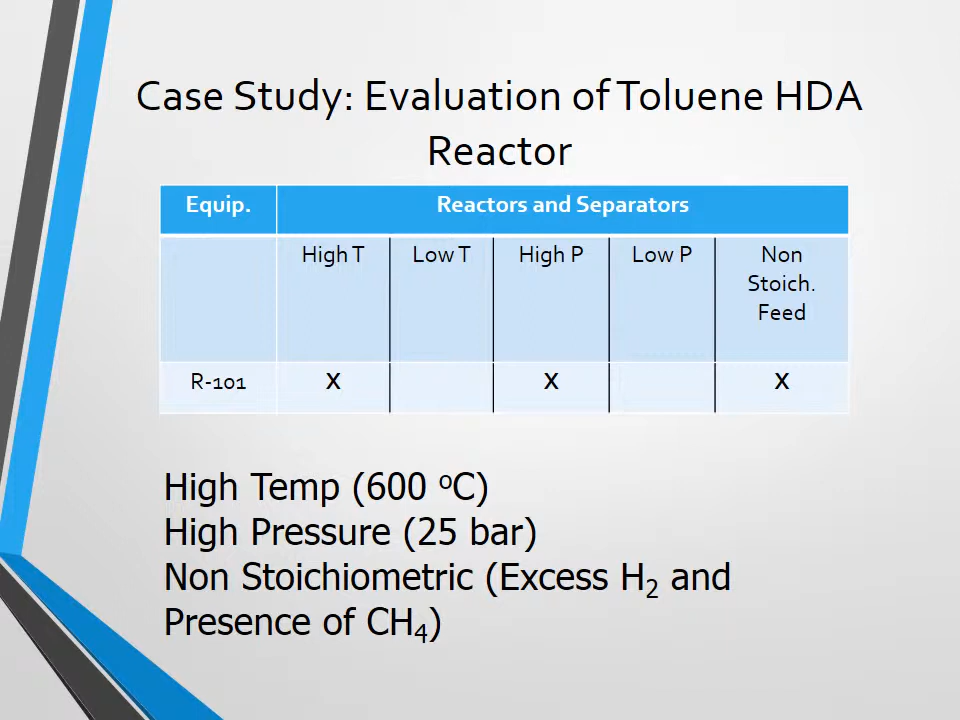 Case Study: Evaluation of Toluene HDA
Reactor
Equip. Reactors and Separators
High T Low T High P Low P Non
Stoich.
Feed
R-101 X X X
High Temp (600 ºC)
High Pressure (25 bar)
Non Stoichiometric (Excess H₂ and
Presence of CH₄)